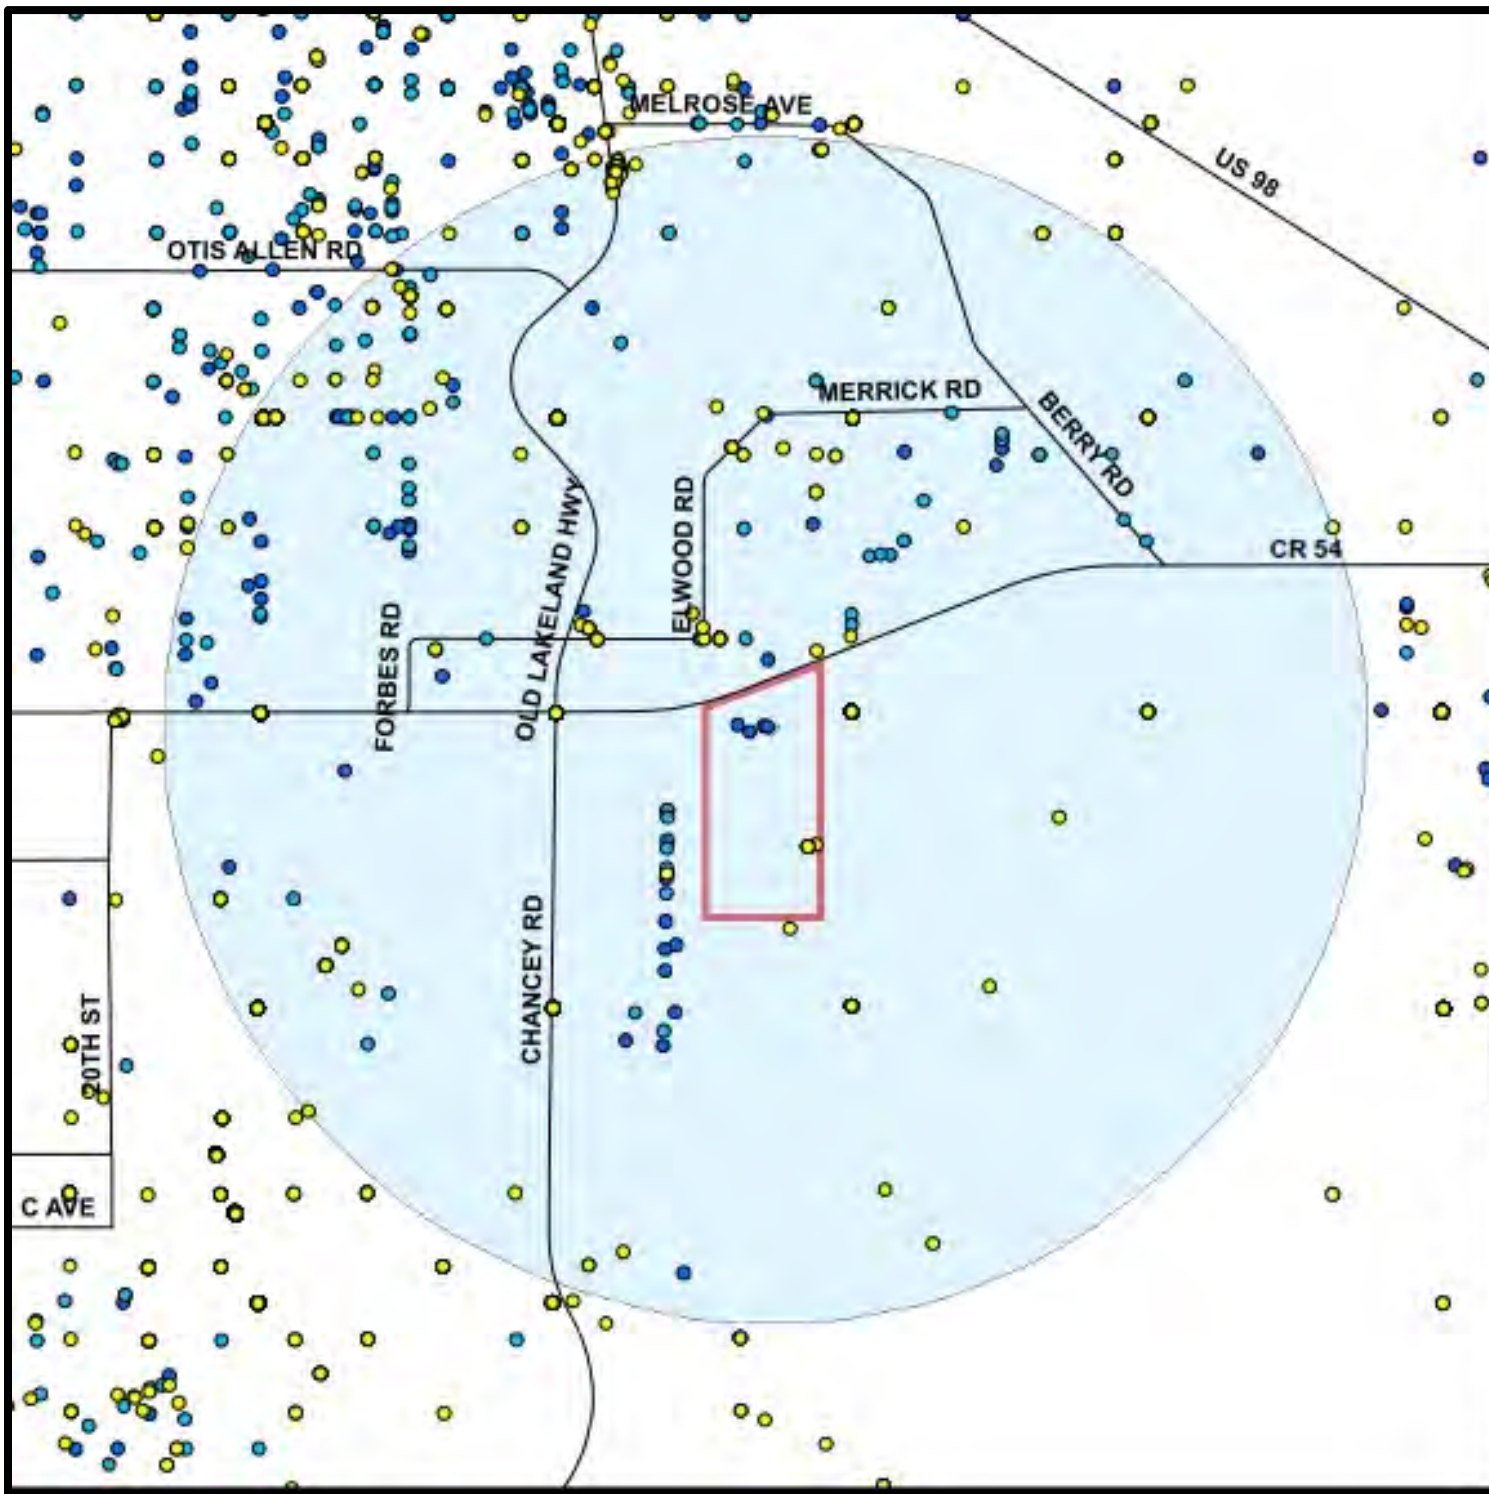 MELROSE AVE
US 98
OTIS ALLEN RD
MERRICK RD
BERRY RD
ELWOOD RD
OLD LAKELAND HWY
CR 54
FORBES RD
CHANCEY RD
20TH ST
C AVE